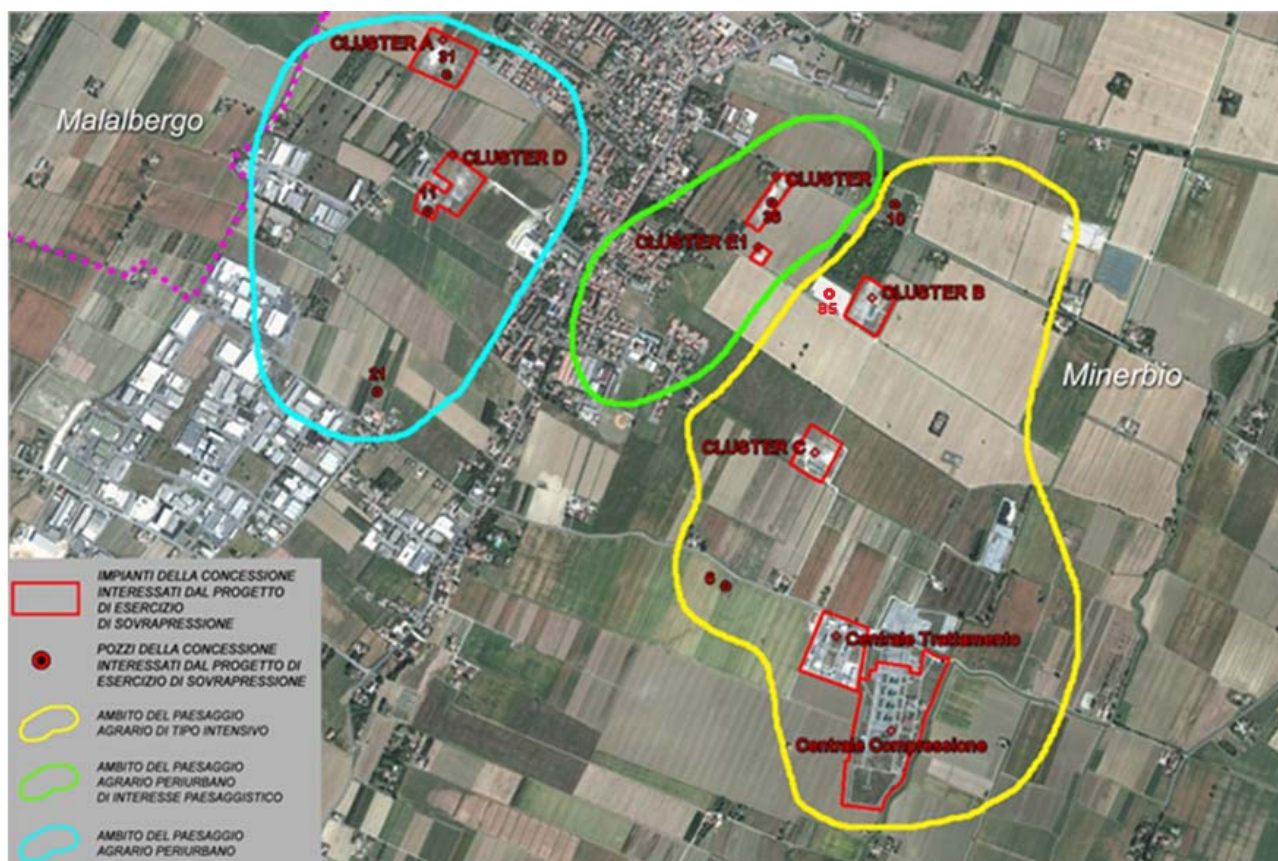 CLUSTER A
31
Malalbergo
CLUSTER D
11
CLUSTER
35
10
CLUSTER E1
CLUSTER B
85
Minerbio
21
CLUSTER C
6
Centrale Trattamento
Centrale Compressione
IMPIANTI DELLA CONCESSIONE
INTERESSATI DAL PROGETTO
DI ESERCIZIO
DI SOVRAPRESSIONE
POZZI DELLA CONCESSIONE
INTERESSATI DAL PROGETTO DI
ESERCIZIO DI SOVRAPRESSIONE
AMBITO DEL PAESAGGIO
AGRARIO DI TIPO INTENSIVO
AMBITO DEL PAESAGGIO
AGRARIO PERIURBANO
DI INTERESSE PAESAGGISTICO
AMBITO DEL PAESAGGIO
AGRARIO PERIURBANO